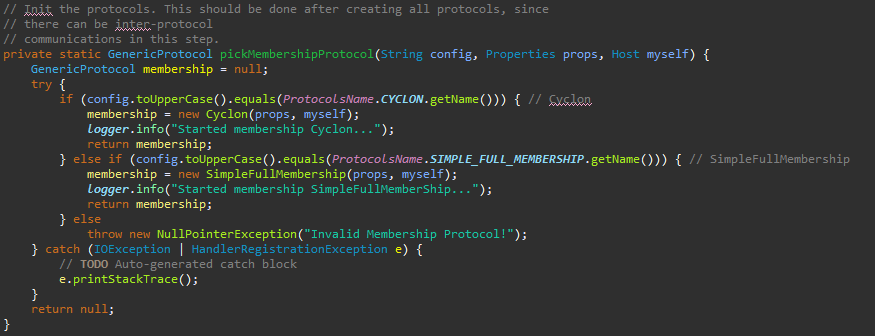 // Init the protocols. This should be done after creating all protocols, since
// there can be inter-protocol
// communications in this step.
private static GenericProtocol pickMembershipProtocol(String config, Properties props, Host myself) {
    GenericProtocol membership = null;
    try {
        if (config.toUpperCase().equals(ProtocolsName.CYCLON.getName())) { // Cyclon
            membership = new Cyclon(props, myself);
            logger.info("Started membership Cyclon...");
            return membership;
        } else if (config.toUpperCase().equals(ProtocolsName.SIMPLE_FULL_MEMBERSHIP.getName())) { // SimpleFullMembership
            membership = new SimpleFullMembership(props, myself);
            logger.info("Started membership SimpleFullMemberShip...");
            return membership;
        } else
            throw new NullPointerException("Invalid Membership Protocol!");
    } catch (IOException | HandlerRegistrationException e) {
        // TODO Auto-generated catch block
        e.printStackTrace();
    }
    return null;
}